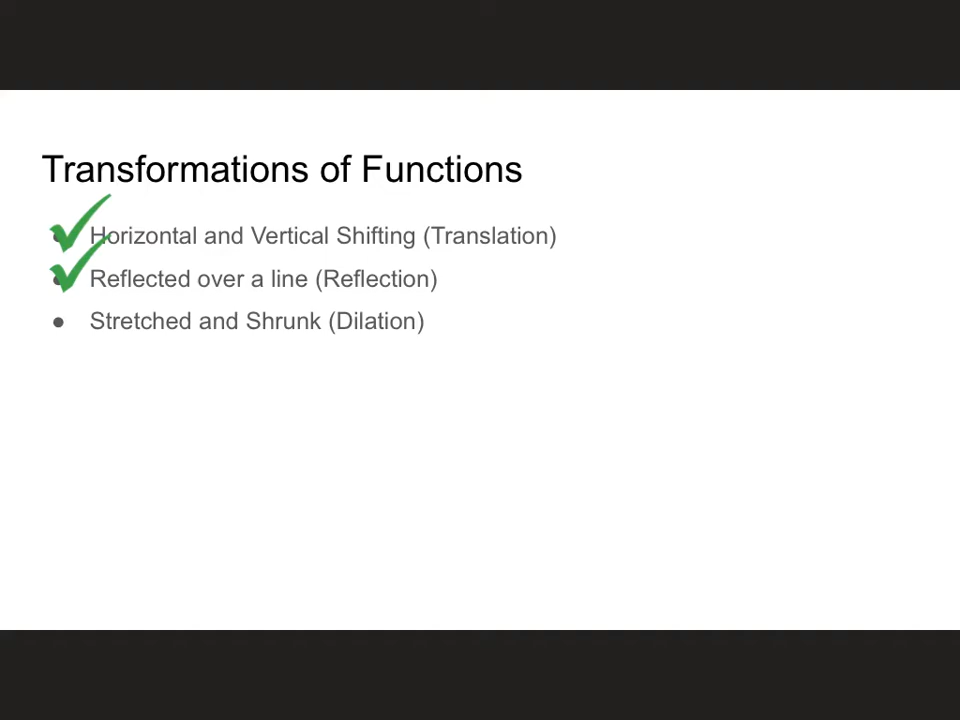 Transformations of Functions
● Horizontal and Vertical Shifting (Translation)
● Reflected over a line (Reflection)
● Stretched and Shrunk (Dilation)